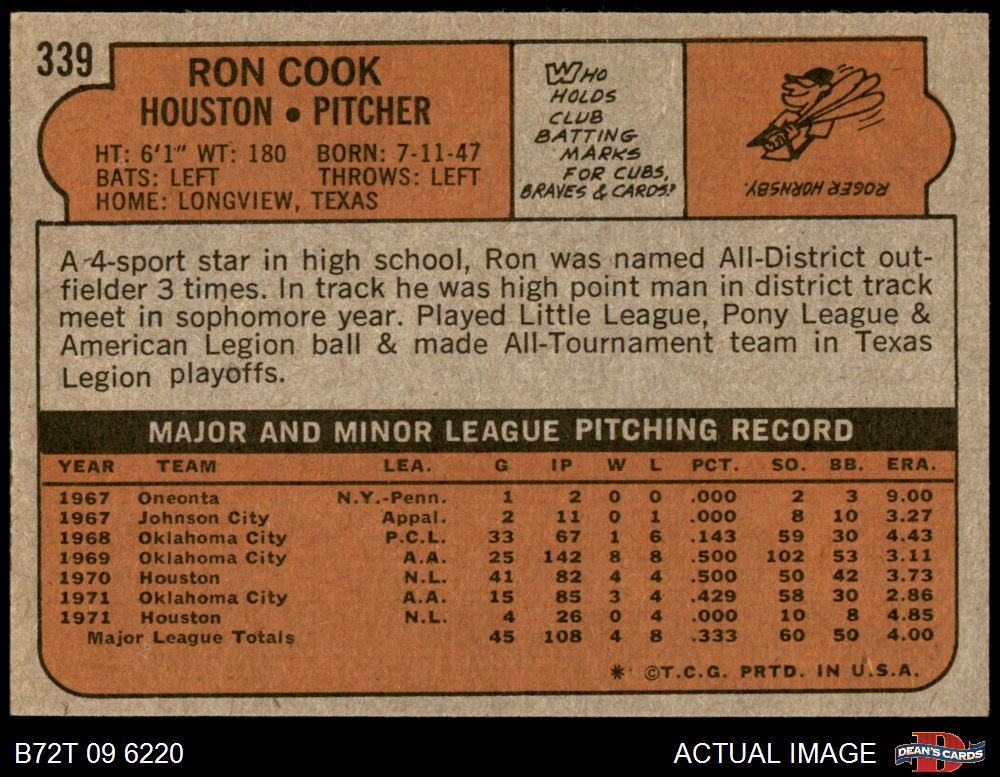 339
RON COOK
HOUSTON • PITCHER
HT: 6'1" WT: 180 BORN: 7-11-47
BATS: LEFT THROWS: LEFT
HOME: LONGVIEW, TEXAS
WHO
HOLDS
CLUB
BATTING
MARKS
FOR CUBS,
BRAVES & CARDS?
ROGER HORNSBY.
A 4-sport star in high school, Ron was named All-District out-
fielder 3 times. In track he was high point man in district track
meet in sophomore year. Played Little League, Pony League &
American Legion ball & made All-Tournament team in Texas
Legion playoffs.
MAJOR AND MINOR LEAGUE PITCHING RECORD
YEAR TEAM LEA. G IP W L PCT. SO. BB. ERA.
1967 Oneonta N.Y.-Penn. 1 2 0 0 .000 2 3 9.00
1967 Johnson City Appal. 2 11 0 1 .000 8 10 3.27
1968 Oklahoma City P.C.L. 33 67 1 6 .143 59 30 4.43
1969 Oklahoma City A.A. 25 142 8 8 .500 102 53 3.11
1970 Houston N.L. 41 82 4 4 .500 50 42 3.73
1971 Oklahoma City A.A. 15 85 3 4 .429 58 30 2.86
1971 Houston N.L. 4 26 0 4 .000 10 8 4.85
Major League Totals 45 108 4 8 .333 60 50 4.00
* ©T.C.G. PRTD. IN U.S.A.
B72T 09 6220 ACTUAL IMAGE
D
DEAN'S CARDS